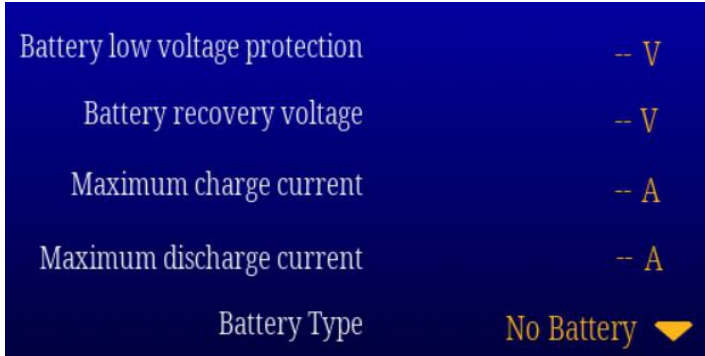 Battery low voltage protection -- V
Battery recovery voltage -- V
Maximum charge current -- A
Maximum discharge current -- A
Battery Type No Battery